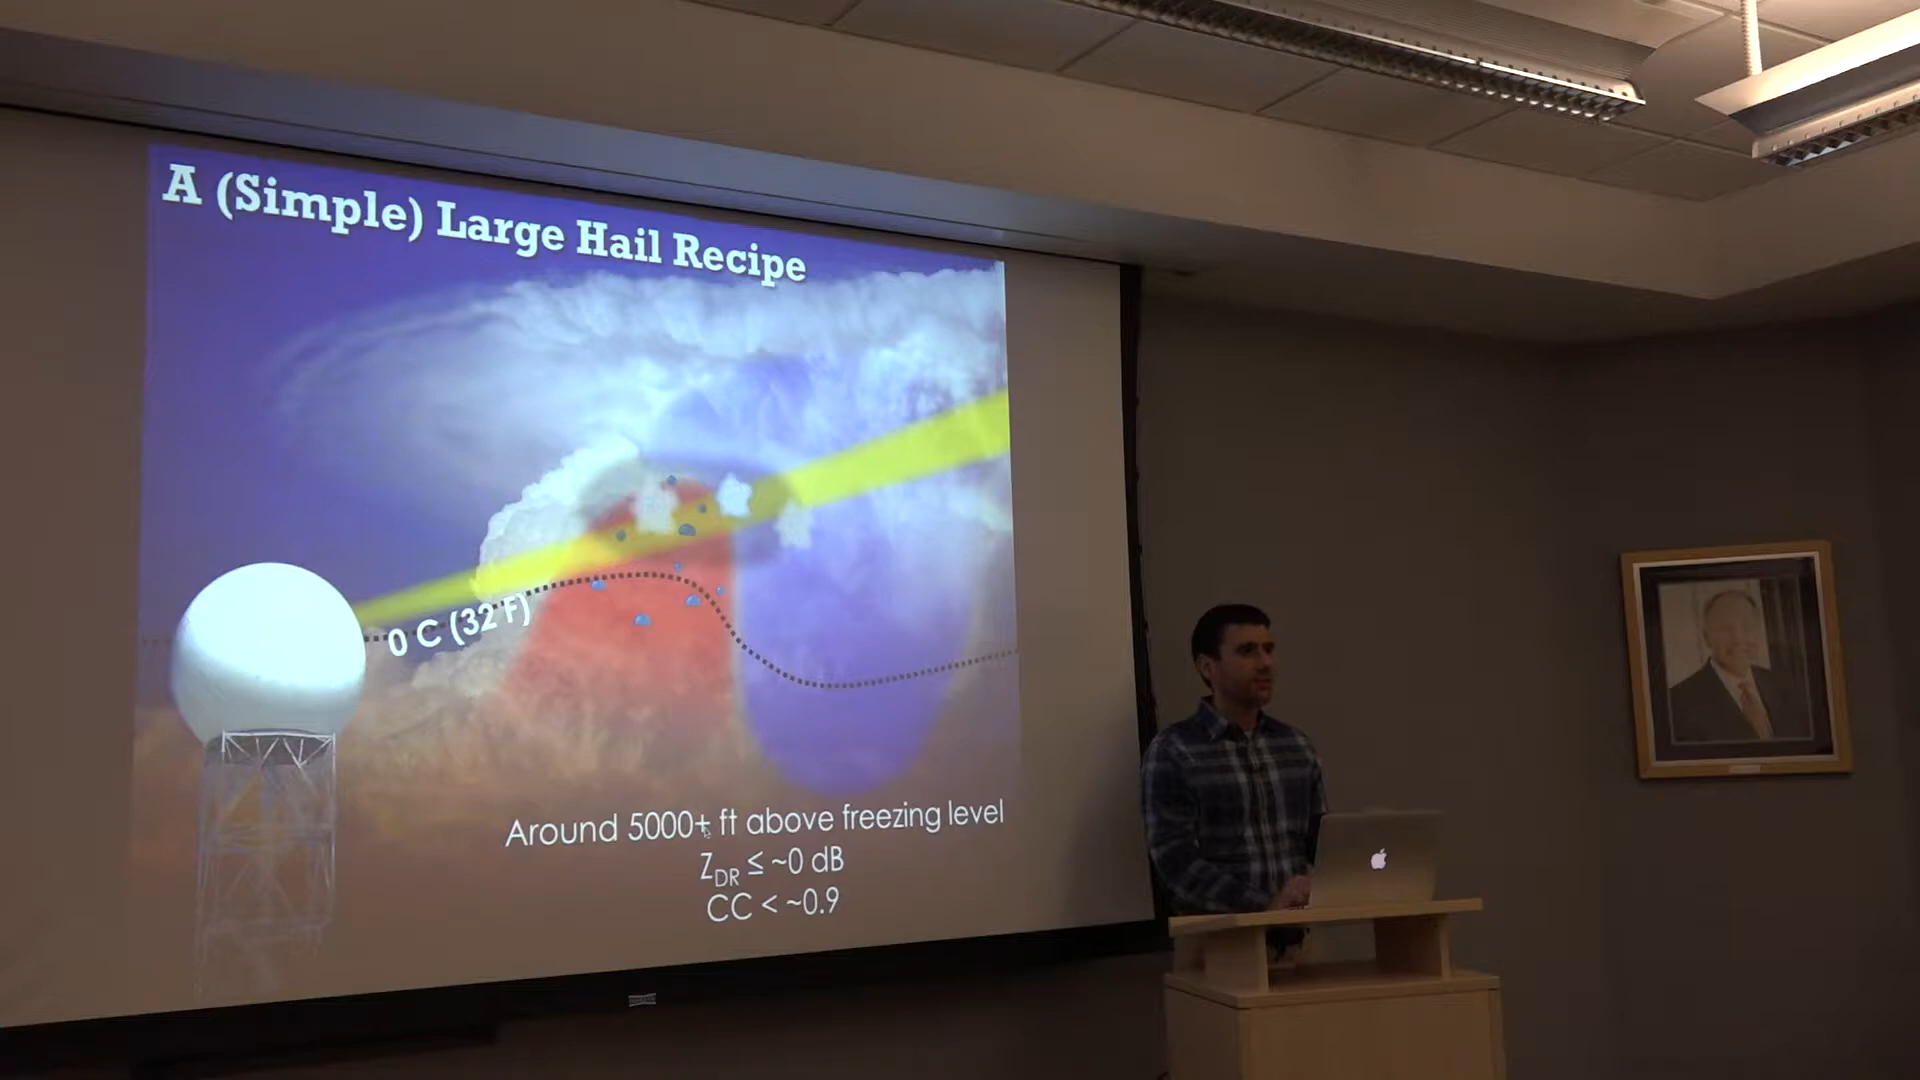 A (Simple) Large Hail Recipe
0 C (32 F)
Around 5000+ ft above freezing level
ZDR ≤ ~0 dB
CC < ~0.9